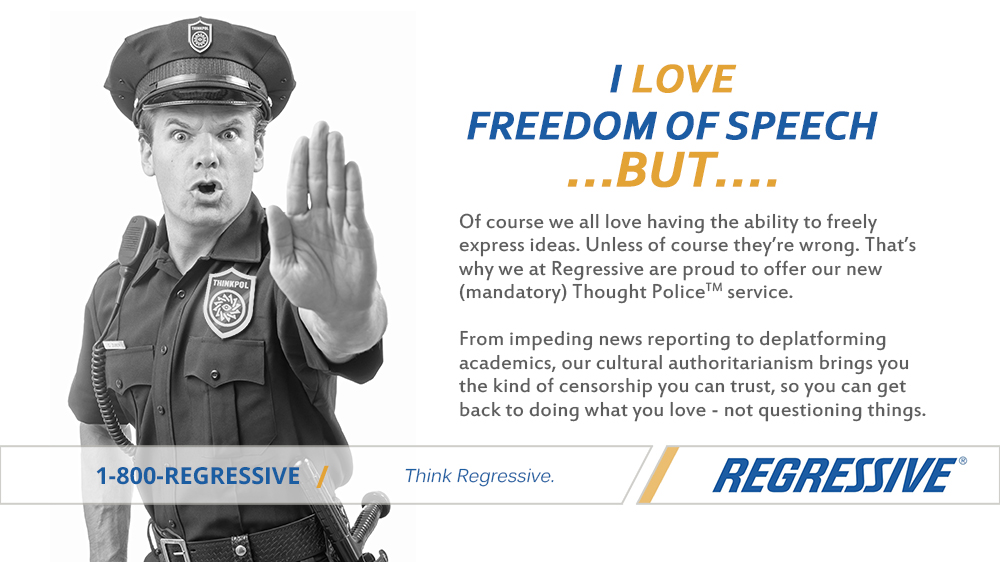 THINKPOL
THINKPOL
I LOVE
FREEDOM OF SPEECH
...BUT....
Of course we all love having the ability to freely
express ideas. Unless of course they’re wrong. That’s
why we at Regressive are proud to offer our new
(mandatory) Thought Police™ service.
From impeding news reporting to deplatforming
academics, our cultural authoritarianism brings you
the kind of censorship you can trust, so you can get
back to doing what you love - not questioning things.
1-800-REGRESSIVE /
Think Regressive.
REGRESSIVE®